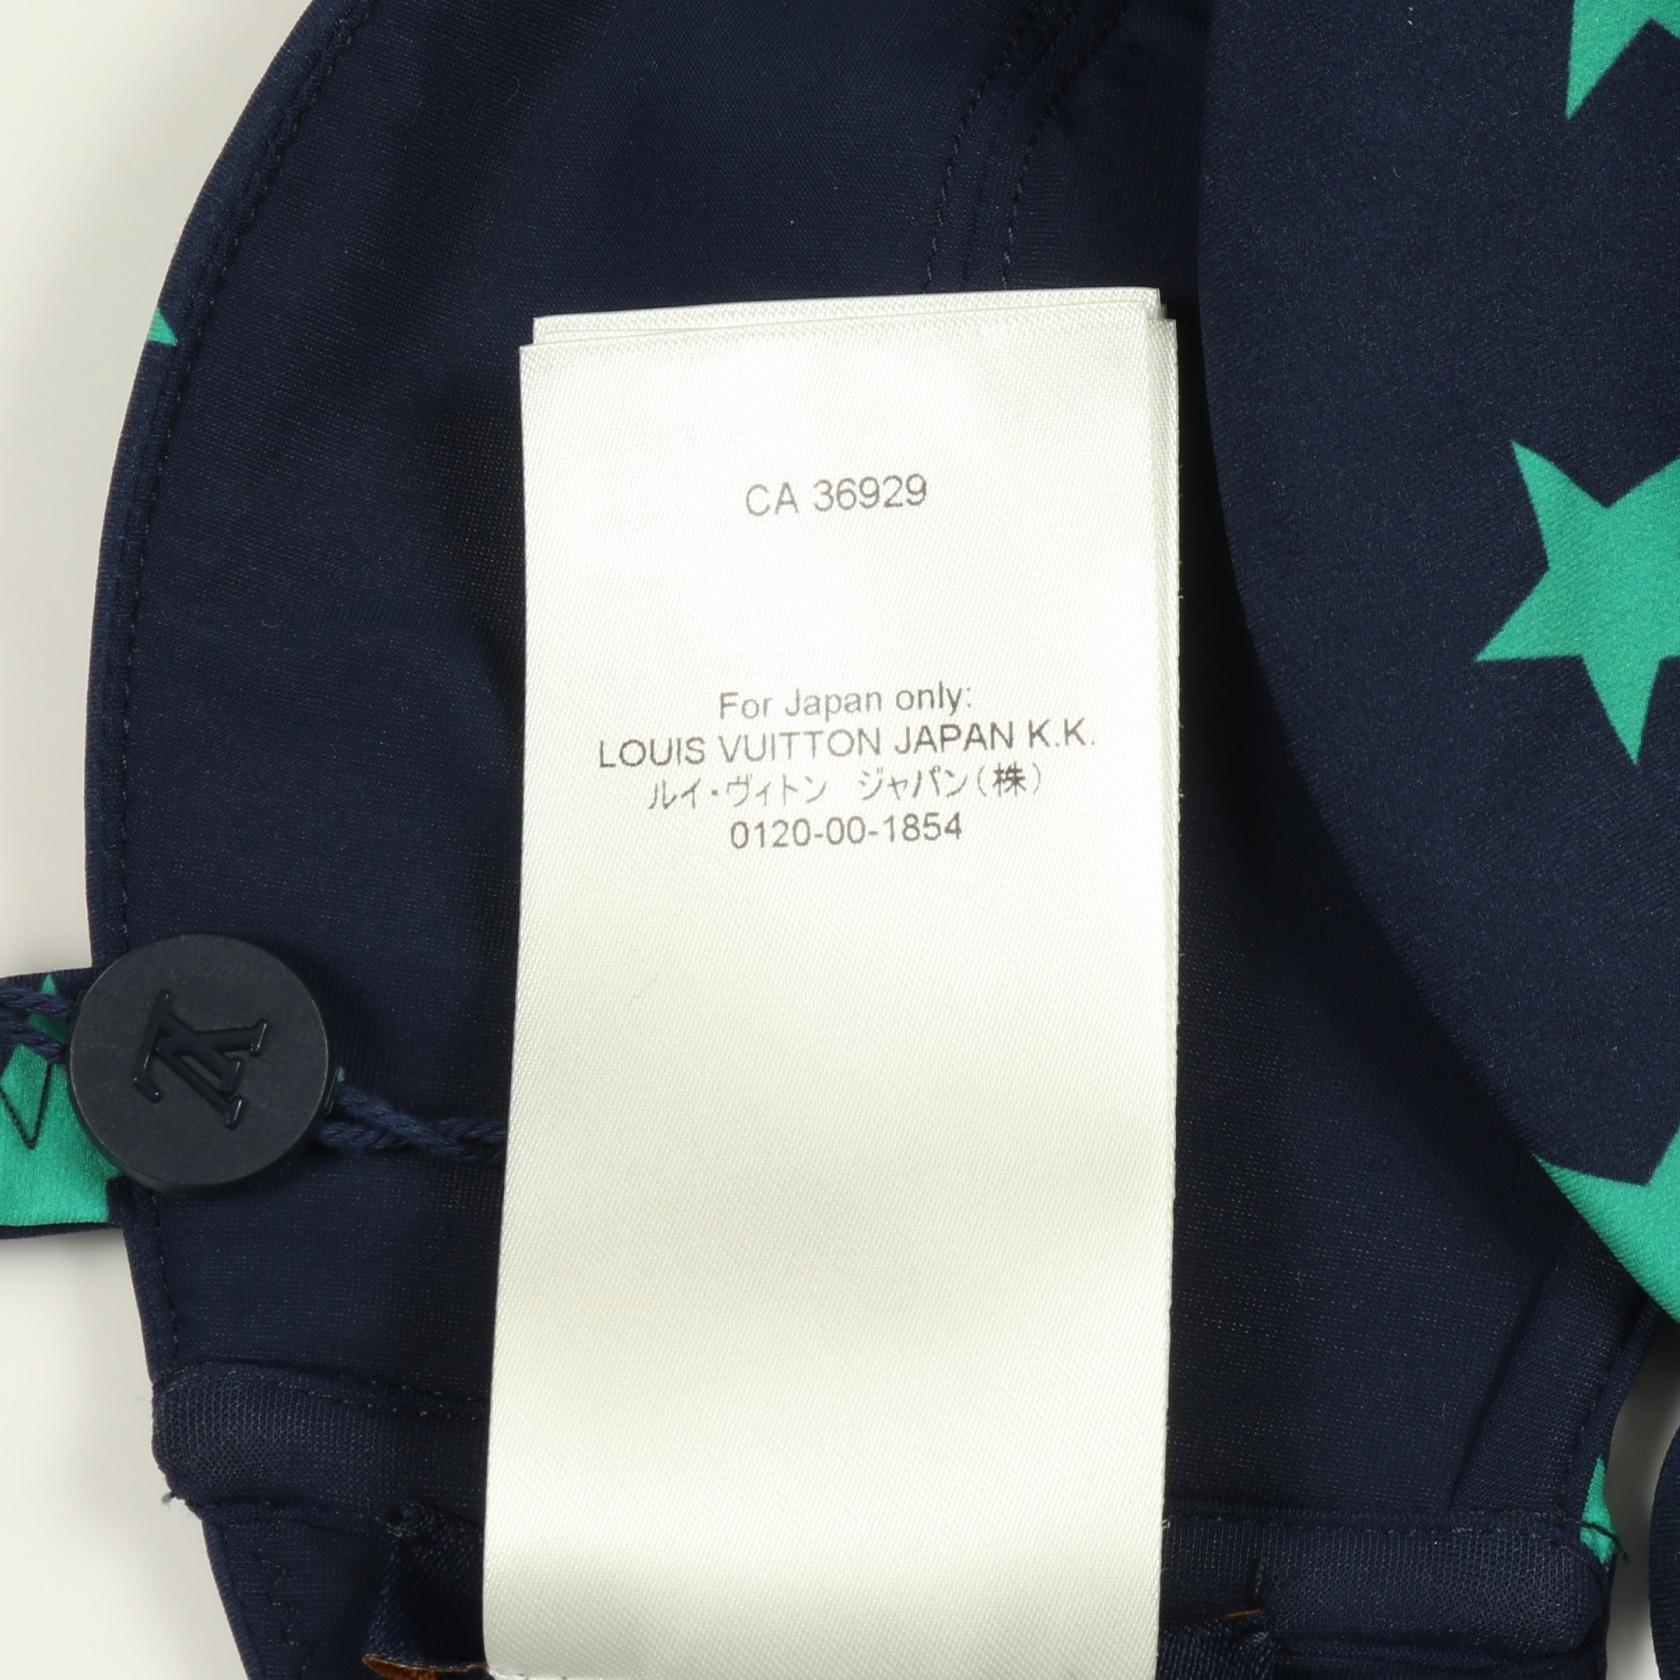 CA 36929
For Japan only:
LOUIS VUITTON JAPAN K.K.
ルイ・ヴィトン ジャパン(株)
0120-00-1854
LV